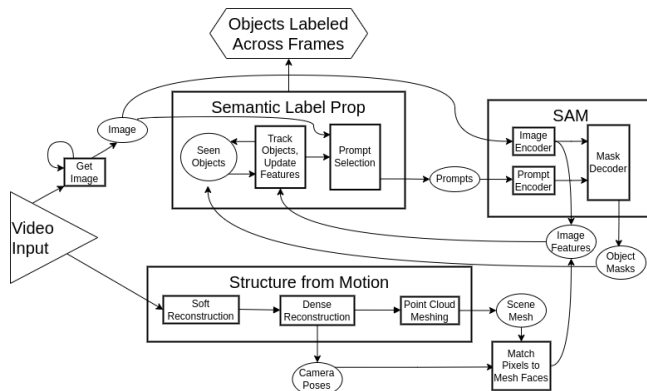 Objects Labeled
Across Frames
Semantic Label Prop
SAM
Image
Get
Image
Seen
Objects
Track
Objects,
Update
Features
Prompt
Selection
Prompts
Image
Encoder
Prompt
Encoder
Mask
Decoder
Video
Input
Image
Features
Object
Masks
Structure from Motion
Soft
Reconstruction
Dense
Reconstruction
Point Cloud
Meshing
Scene
Mesh
Camera
Poses
Match
Pixels to
Mesh Faces